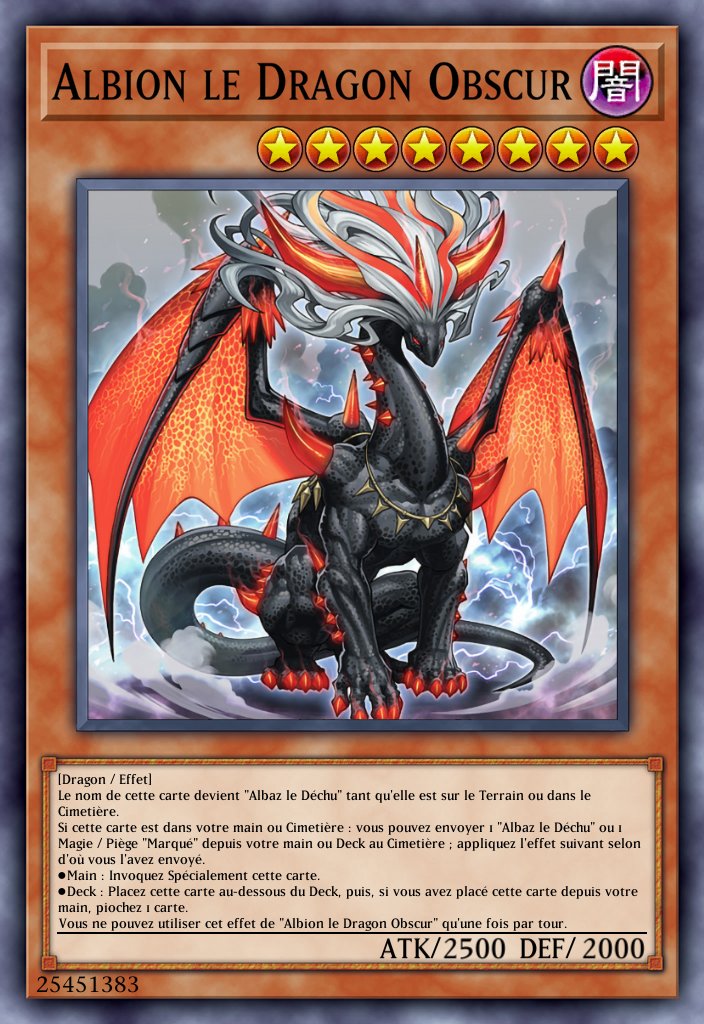 Albion le Dragon Obscur
闇
[Dragon / Effet]
Le nom de cette carte devient "Albaz le Déchu" tant qu'elle est sur le Terrain ou dans le
Cimetière.
Si cette carte est dans votre main ou Cimetière : vous pouvez envoyer 1 "Albaz le Déchu" ou 1
Magie / Piège "Marqué" depuis votre main ou Deck au Cimetière ; appliquez l'effet suivant selon
d'où vous l'avez envoyé.
●Main : Invoquez Spécialement cette carte.
●Deck : Placez cette carte au-dessous du Deck, puis, si vous avez placé cette carte depuis votre
main, piochez 1 carte.
Vous ne pouvez utiliser cet effet de "Albion le Dragon Obscur" qu'une fois par tour.
ATK/2500 DEF/ 2000
25451383